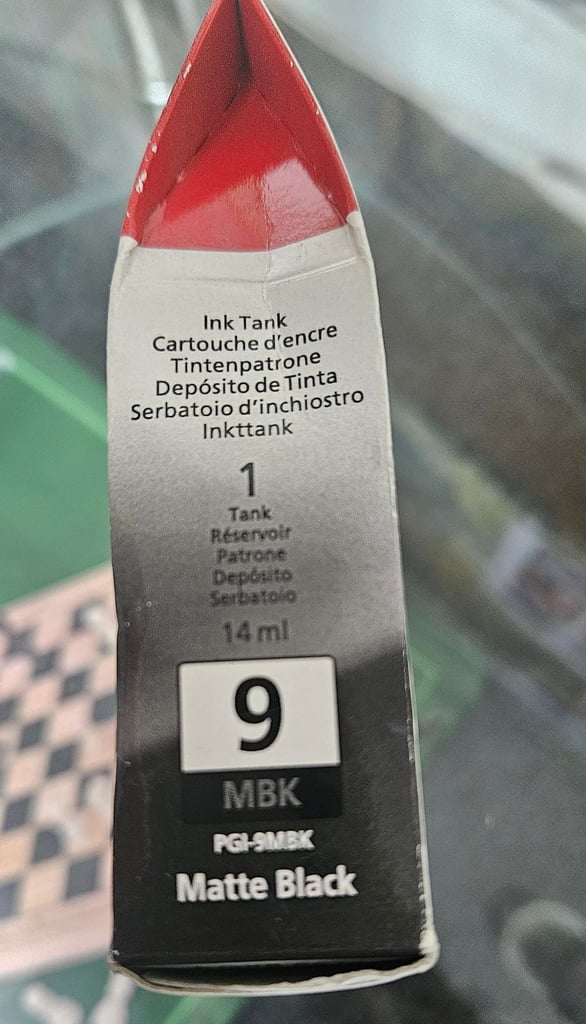 Ink Tank
Cartouche d'encre
Tintenpatrone
Depósito de Tinta
Serbatoio d'inchiostro
Inkttank
1
Tank
Réservoir
Patrone
Depósito
Serbatoio
14 ml
9
MBK
PGI-9MBK
Matte Black